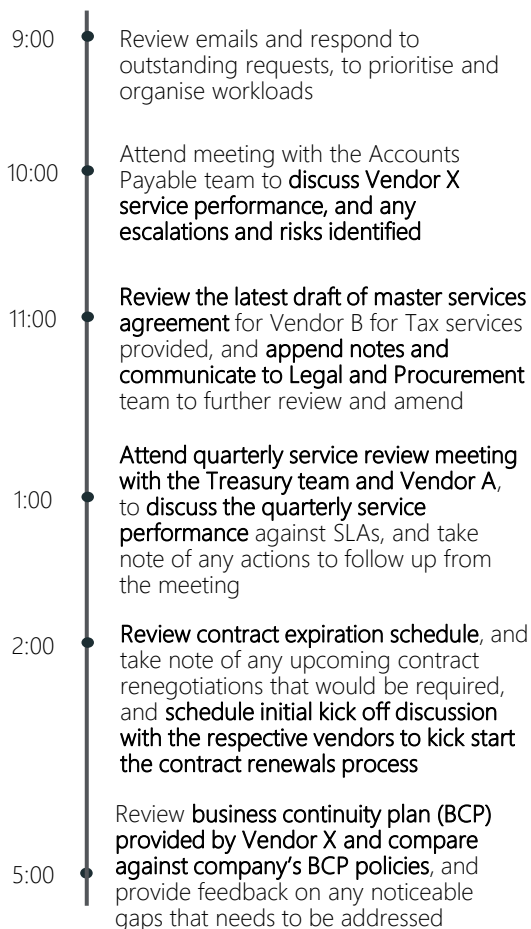 9:00
Review emails and respond to
outstanding requests, to prioritise and
organise workloads
10:00
Attend meeting with the Accounts
Payable team to discuss Vendor X
service performance, and any
escalations and risks identified
11:00
Review the latest draft of master services
agreement for Vendor B for Tax services
provided, and append notes and
communicate to Legal and Procurement
team to further review and amend
1:00
Attend quarterly service review meeting
with the Treasury team and Vendor A,
to discuss the quarterly service
performance against SLAs, and take
note of any actions to follow up from
the meeting
2:00
Review contract expiration schedule, and
take note of any upcoming contract
renegotiations that would be required,
and schedule initial kick off discussion
with the respective vendors to kick start
the contract renewals process
5:00
Review business continuity plan (BCP)
provided by Vendor X and compare
against company's BCP policies, and
provide feedback on any noticeable
gaps that needs to be addressed